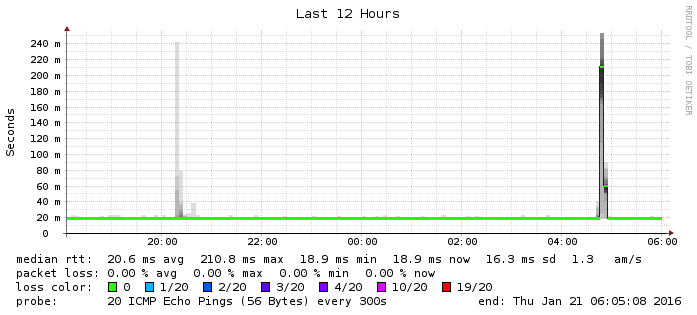 Last 12 Hours
RRDTOOL / TOBI OETIKER
Seconds
240 m
220 m
200 m
180 m
160 m
140 m
120 m
100 m
80 m
60 m
40 m
20 m
0
20:00 22:00 00:00 02:00 04:00 06:00
median rtt: 20.6 ms avg 210.8 ms max 18.9 ms min 18.9 ms now 16.3 ms sd 1.3 am/s
packet loss: 0.00 % avg 0.00 % max 0.00 % min 0.00 % now
loss color: 0 1/20 2/20 3/20 4/20 10/20 19/20
probe: 20 ICMP Echo Pings (56 Bytes) every 300s end: Thu Jan 21 06:05:08 2016